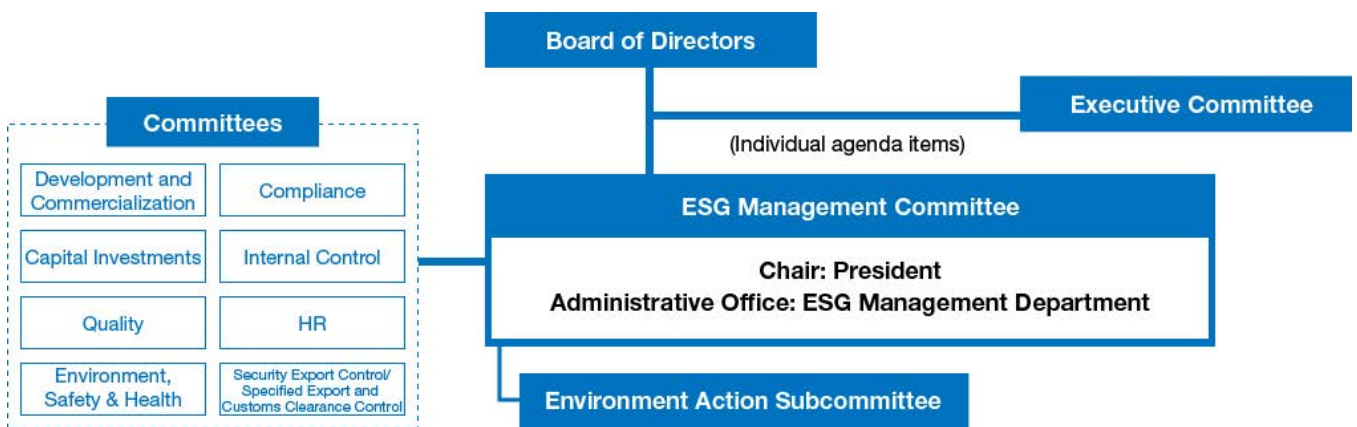 Board of Directors
Executive Committee
(Individual agenda items)
Committees
Development and
Commercialization
Compliance
Capital Investments
Internal Control
Quality
HR
Environment,
Safety & Health
Security Export Control/
Specified Export and
Customs Clearance Control
ESG Management Committee
Chair: President
Administrative Office: ESG Management Department
Environment Action Subcommittee